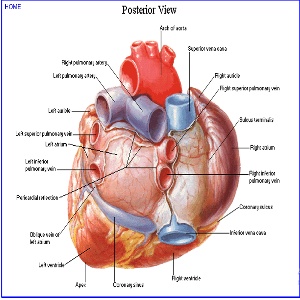 HOME
Posterior View
Arch of aorta
Superior vena cava
Right pulmonary artery
Left pulmonary artery
Right auricle
Right superior pulmonary vein
Left auricle
Sulcus terminalis
Left superior pulmonary vein
Left atrium
Right atrium
Left inferior
pulmonary vein
Right inferior
pulmonary vein
Pericardial reflection
Coronary sulcus
Oblique vein of
left atrium
Inferior vena cava
Left ventricle
Right ventricle
Apex
Coronary sinus